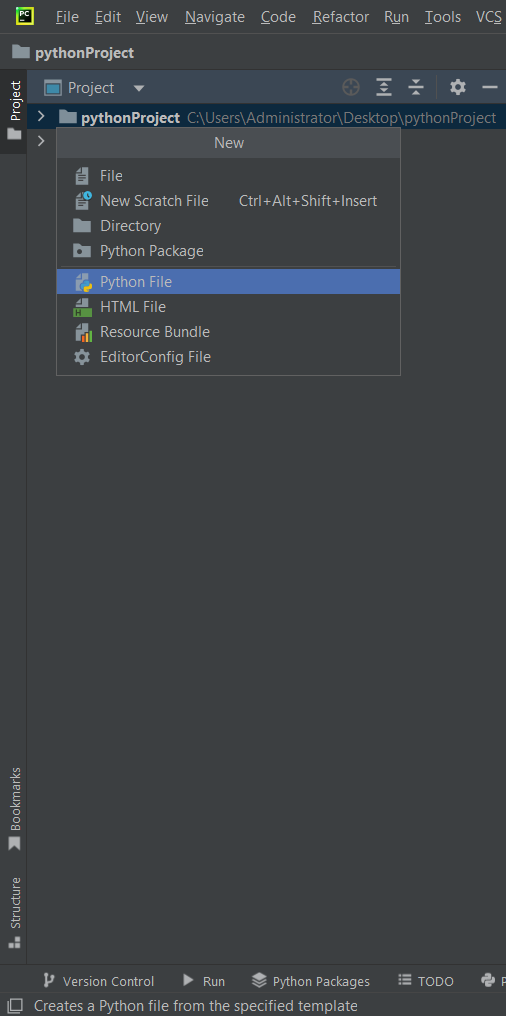 PC File Edit View Navigate Code Refactor Run Tools VCS
pythonProject
Project
Project
pythonProject C:\Users\Administrator\Desktop\pythonProject
New
File
New Scratch File Ctrl+Alt+Shift+Insert
Directory
Python Package
Python File
H HTML File
Resource Bundle
EditorConfig File
Bookmarks
Structure
Version Control Run Python Packages TODO
Creates a Python file from the specified template